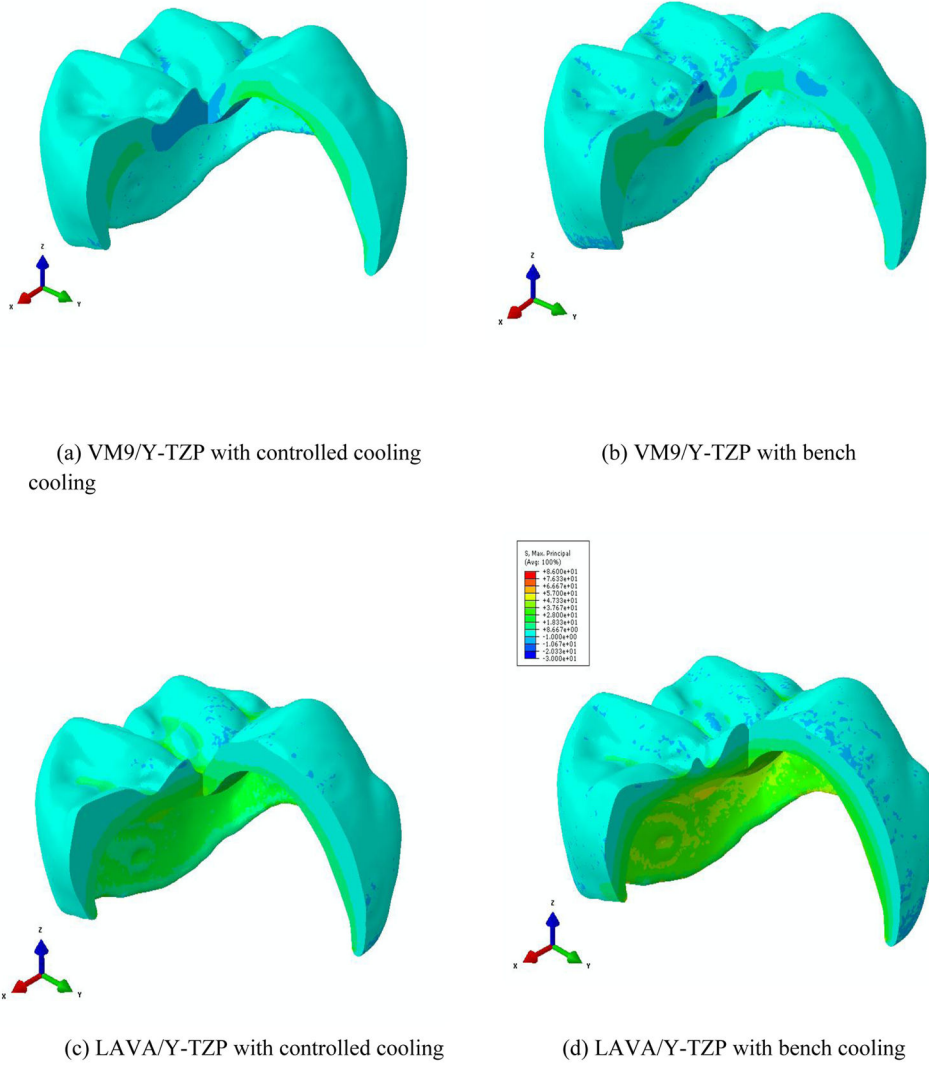 Z
X
Y
Z
X
Y
(a) VM9/Y-TZP with controlled cooling
(b) VM9/Y-TZP with bench
cooling
S, Max. Principal
(Avg: 100%)
+8.600e+01
+7.633e+01
+6.667e+01
+5.700e+01
+4.733e+01
+3.767e+01
+2.800e+01
+1.833e+01
+8.667e+00
-1.000e+00
-1.067e+01
-2.033e+01
-3.000e+01
Z
X
Y
Z
X
Y
(c) LAVA/Y-TZP with controlled cooling
(d) LAVA/Y-TZP with bench cooling